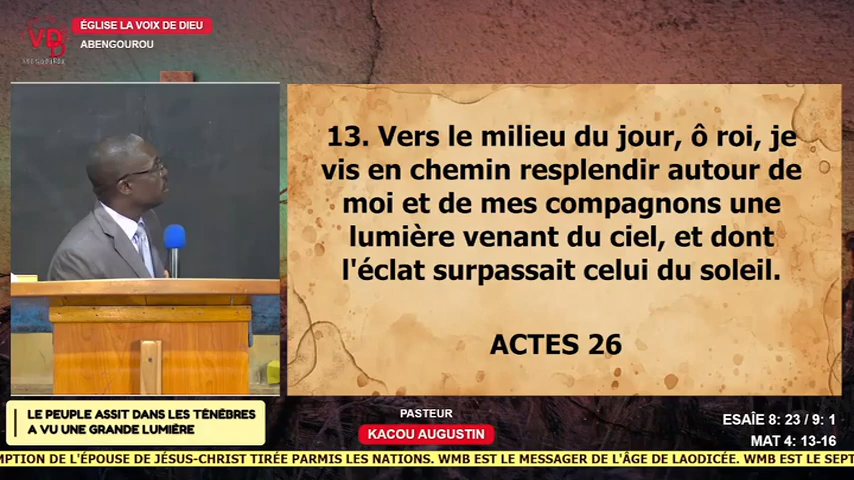 ÉGLISE LA VOIX DE DIEU
ABENGOUROU
VDD
13. Vers le milieu du jour, ô roi, je
vis en chemin resplendir autour de
moi et de mes compagnons une
lumière venant du ciel, et dont
l'éclat surpassait celui du soleil.
ACTES 26
LE PEUPLE ASSIT DANS LES TÉNÈBRES
A VU UNE GRANDE LUMIÈRE
PASTEUR
KACOU AUGUSTIN
ESAÏE 8: 23 / 9: 1
MAT 4: 13-16
MPTION DE L'ÉPOUSE DE JÉSUS-CHRIST TIRÉE PARMIS LES NATIONS. WMB EST LE MESSAGER DE L'ÂGE DE LAODICÉE. WMB EST LE SEPT